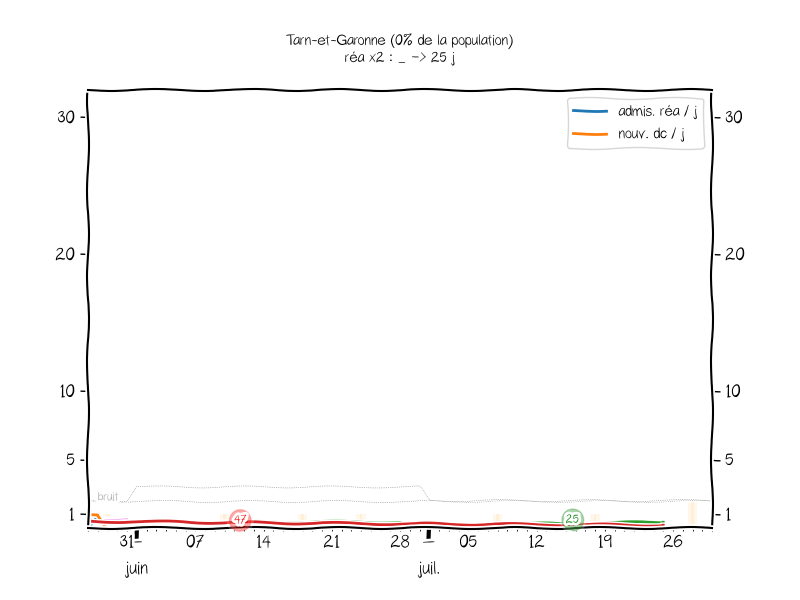 Tarn-et-Garonne (0% de la population)
réa x2 : _ -> 25 j
admis. réa / j
nouv. dc / j
30
30
20
20
10
10
5
5
bruit
1
47
25
1
31 07 14 21 28 05 12 19 26
juin juil.